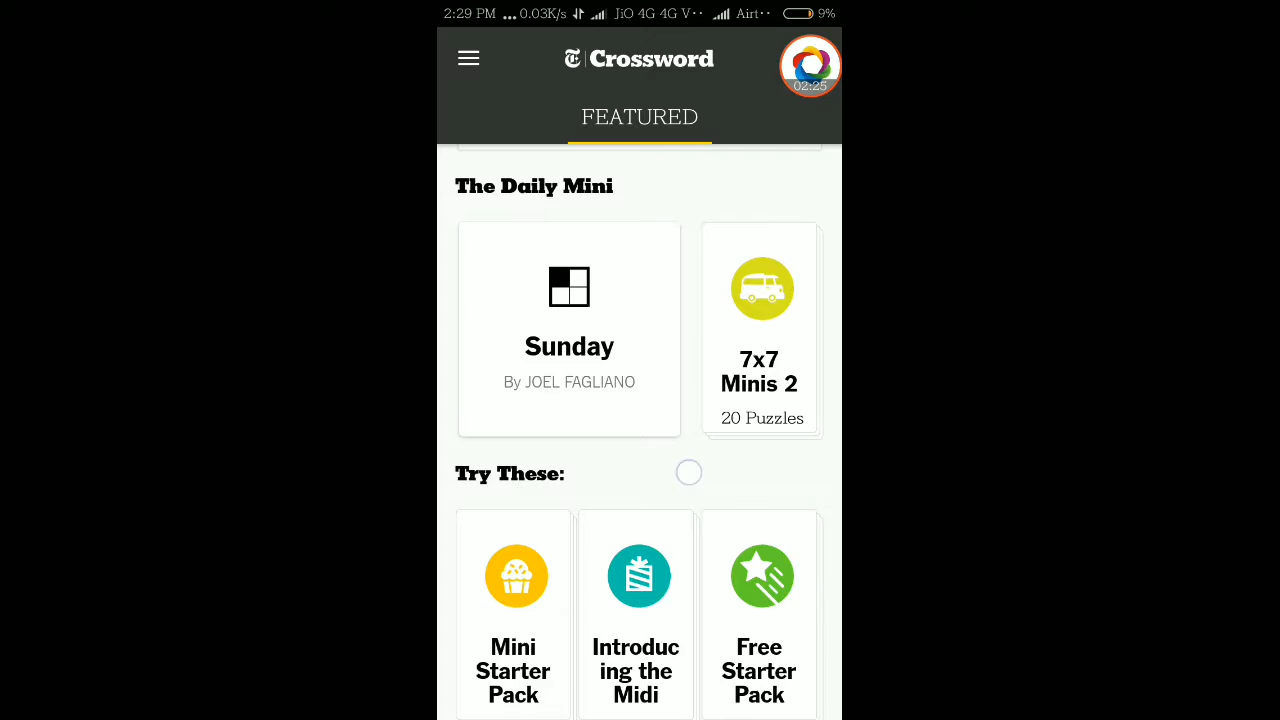 2:29 PM ... 0.03K/s JiO 4G 4G V·· Airt·· 9%
Crossword
02:25
FEATURED
The Daily Mini
Sunday
By JOEL FAGLIANO
7x7
Minis 2
20 Puzzles
Try These:
Mini
Starter
Pack
Introduc
ing the
Midi
Free
Starter
Pack